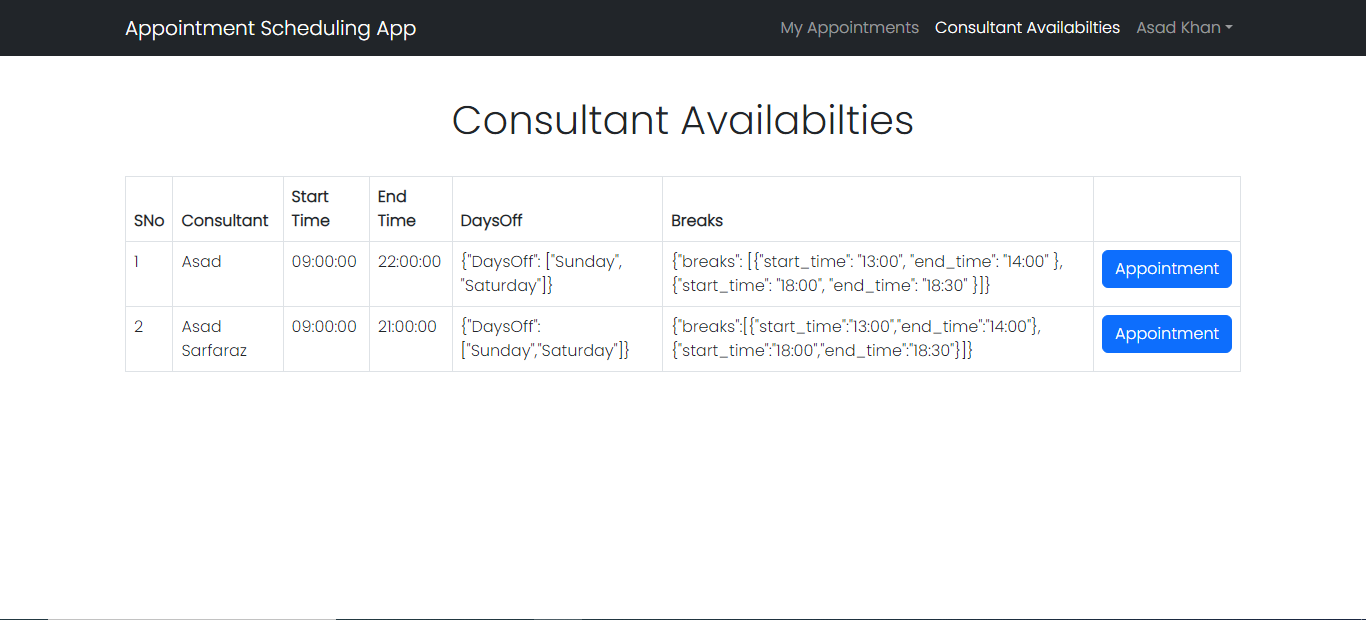 Appointment Scheduling App My Appointments Consultant Availabilties Asad Khan
Consultant Availabilties
SNo Consultant Start Time End Time DaysOff Breaks
1 Asad 09:00:00 22:00:00 {"DaysOff": ["Sunday", "Saturday"]} {"breaks": [{"start_time": "13:00", "end_time": "14:00" }, {"start_time": "18:00", "end_time": "18:30" }]} Appointment
2 Asad Sarfaraz 09:00:00 21:00:00 {"DaysOff": ["Sunday","Saturday"]} {"breaks":[{"start_time":"13:00","end_time":"14:00"}, {"start_time":"18:00","end_time":"18:30"}]} Appointment